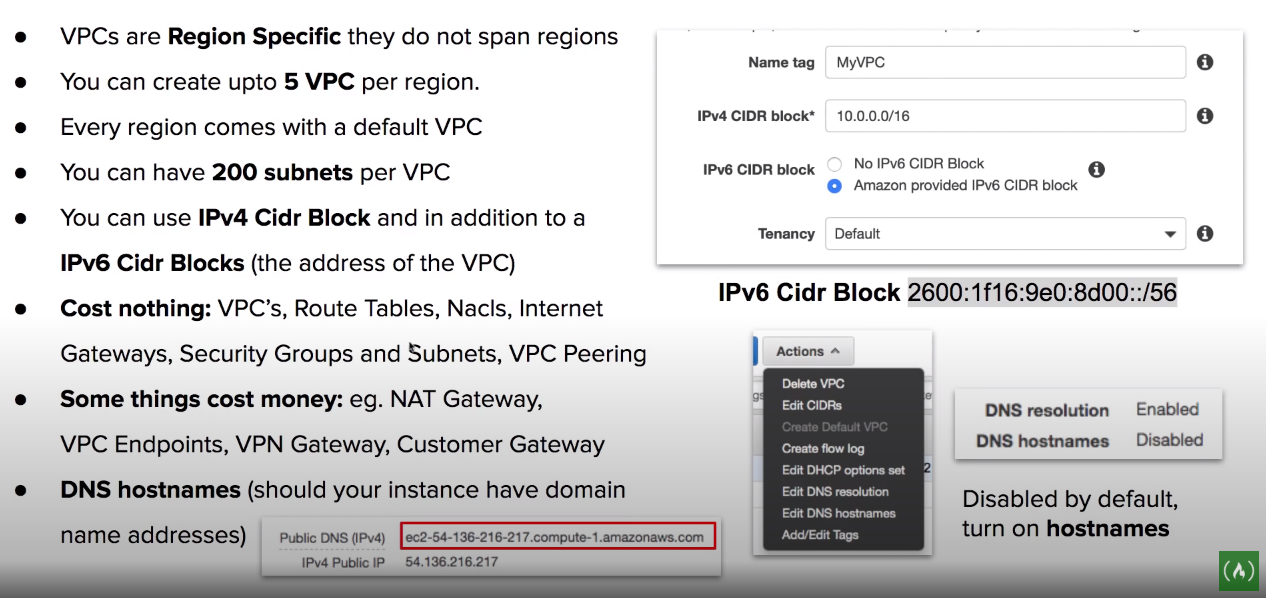 VPCs are Region Specific they do not span regions
You can create upto 5 VPC per region.
Every region comes with a default VPC
You can have 200 subnets per VPC
You can use IPv4 Cidr Block and in addition to a
IPv6 Cidr Blocks (the address of the VPC)
Cost nothing: VPC's, Route Tables, Nacls, Internet
Gateways, Security Groups and Subnets, VPC Peering
Some things cost money: eg. NAT Gateway,
VPC Endpoints, VPN Gateway, Customer Gateway
DNS hostnames (should your instance have domain
name addresses)
Public DNS (IPv4) ec2-54-136-216-217.compute-1.amazonaws.com
IPv4 Public IP 54.136.216.217
Name tag MyVPC
IPv4 CIDR block* 10.0.0.0/16
IPv6 CIDR block No IPv6 CIDR Block
Amazon provided IPv6 CIDR block
Tenancy Default
IPv6 Cidr Block 2600:1f16:9e0:8d00::/56
Actions
Delete VPC
Edit CIDRs
Create Default VPC
Create flow log
Edit DHCP options set
Edit DNS resolution
Edit DNS hostnames
Add/Edit Tags
DNS resolution Enabled
DNS hostnames Disabled
Disabled by default,
turn on hostnames